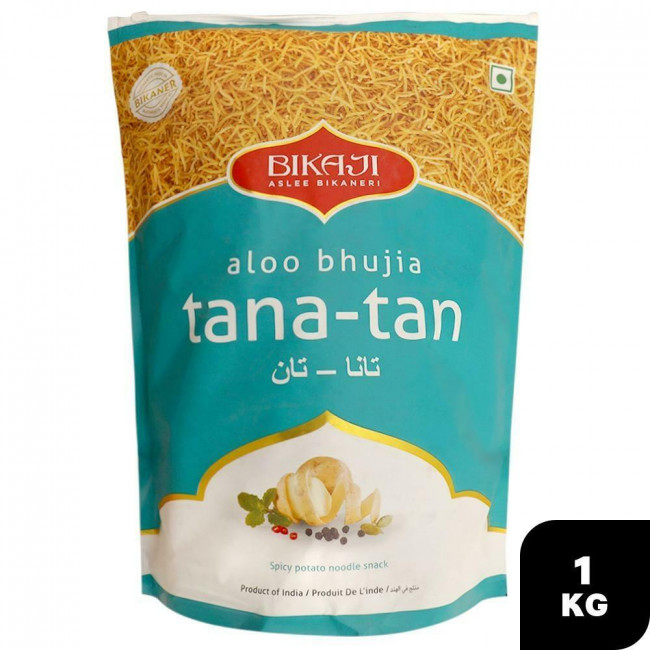 BIKANER
BIKAJI
ASLEE BIKANERI
aloo bhujia
tana-tan
تانا – تان
Spicy potato noodle snack
Product of India / Produit De L'inde / منتج في الهند
1
KG